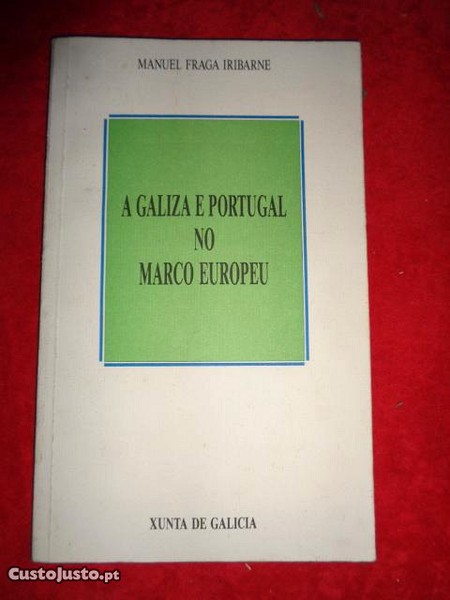 MANUEL FRAGA IRIBARNE
A GALIZA E PORTUGAL
NO
MARCO EUROPEU
XUNTA DE GALICIA
CustoJusto.pt